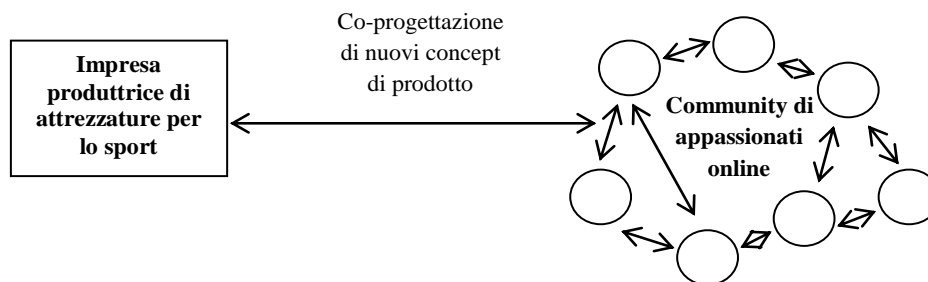 Co-progettazione
di nuovi concept
di prodotto
Impresa
produttrice di
attrezzature per
lo sport
Community di
appassionati
online